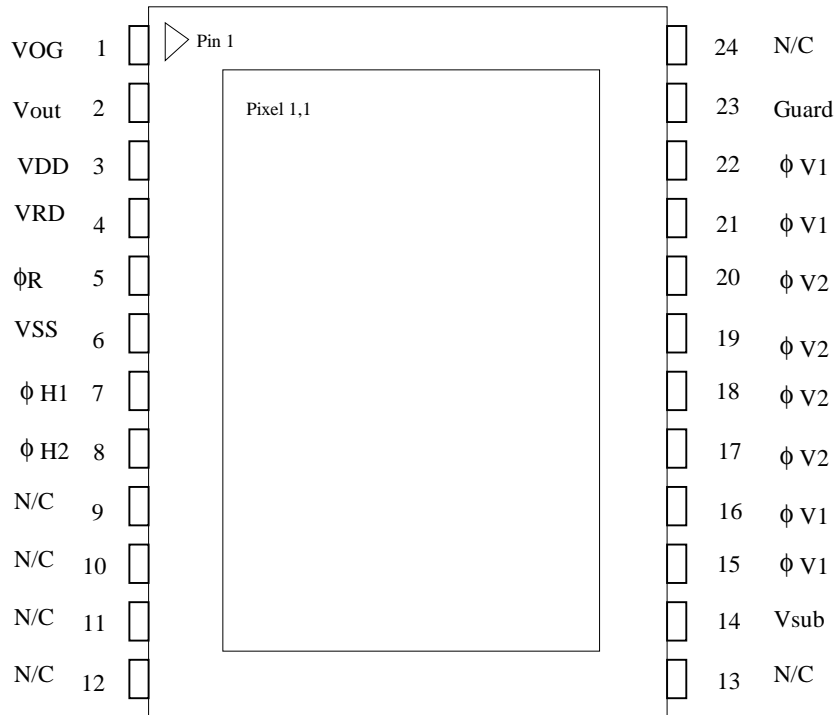 VOG 1 Pin 1 24 N/C
Vout 2 Pixel 1,1 23 Guard
VDD 3 22 ϕ V1
VRD 4 21 ϕ V1
ϕR 5 20 ϕ V2
VSS 6 19 ϕ V2
ϕ H1 7 18 ϕ V2
ϕ H2 8 17 ϕ V2
N/C 9 16 ϕ V1
N/C 10 15 ϕ V1
N/C 11 14 Vsub
N/C 12 13 N/C